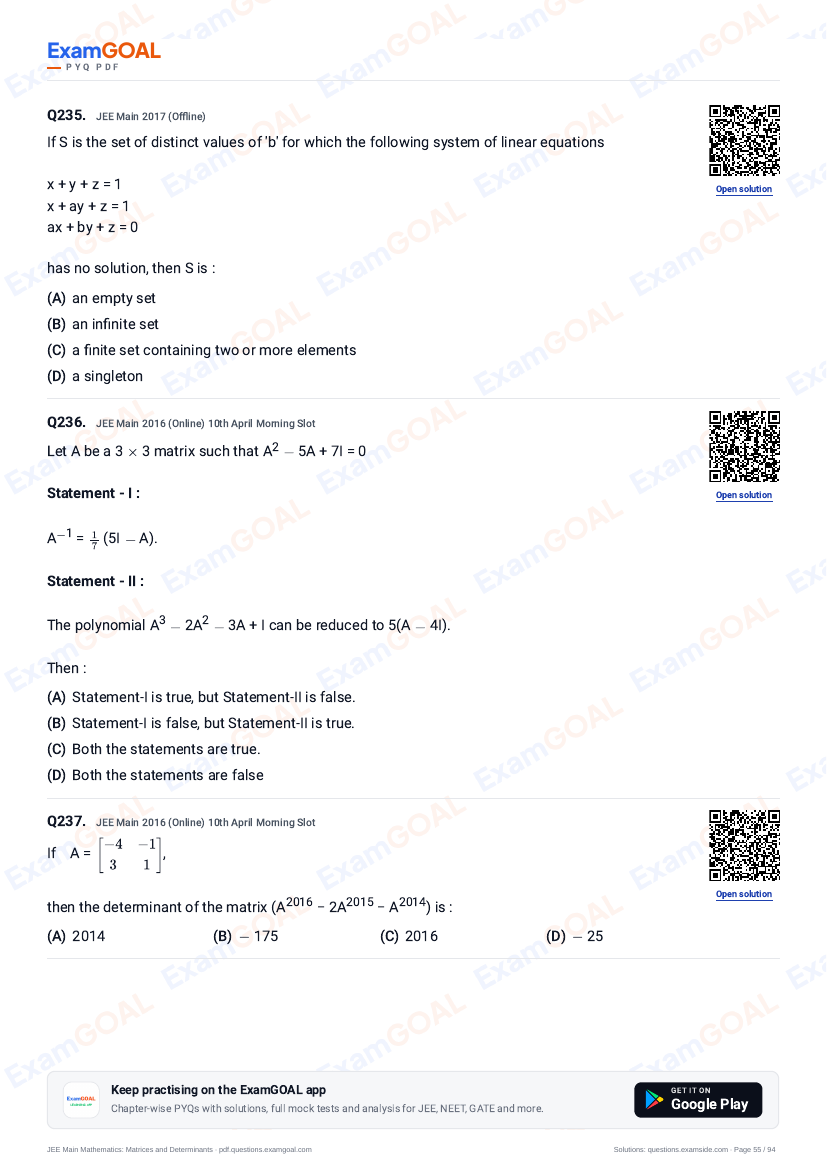 ExamGOAL
PYQ PDF
Q235. JEE Main 2017 (Offline)
If S is the set of distinct values of 'b' for which the following system of linear equations
x + y + z = 1
x + ay + z = 1
ax + by + z = 0
has no solution, then S is :
(A) an empty set
(B) an infinite set
(C) a finite set containing two or more elements
(D) a singleton
Open solution
Q236. JEE Main 2016 (Online) 10th April Morning Slot
Let A be a 3 × 3 matrix such that A² − 5A + 7I = 0
Statement - I :
A⁻¹ = 1/7 (5I − A).
Statement - II :
The polynomial A³ − 2A² − 3A + I can be reduced to 5(A − 4I).
Then :
(A) Statement-I is true, but Statement-II is false.
(B) Statement-I is false, but Statement-II is true.
(C) Both the statements are true.
(D) Both the statements are false
Open solution
Q237. JEE Main 2016 (Online) 10th April Morning Slot
If A = [−4 −1
3 1],
then the determinant of the matrix (A²⁰¹⁶ − 2A²⁰¹⁵ − A²⁰¹⁴) is :
(A) 2014 (B) − 175 (C) 2016 (D) − 25
Open solution
ExamGOAL
Keep practising on the ExamGOAL app
Chapter-wise PYQs with solutions, full mock tests and analysis for JEE, NEET, GATE and more.
GET IT ON
Google Play
JEE Main Mathematics: Matrices and Determinants · pdf.questions.examgoal.com
Solutions: questions.examside.com · Page 55 / 94